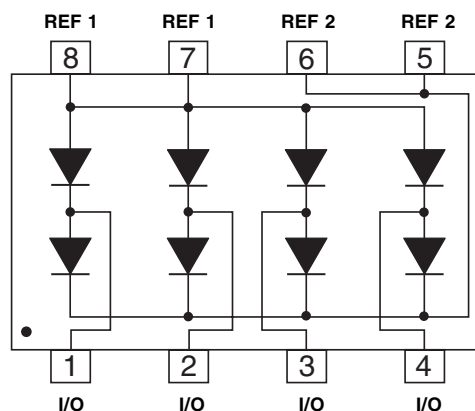 REF 1 REF 1 REF 2 REF 2
8 7 6 5
1 2 3 4
I/O I/O I/O I/O